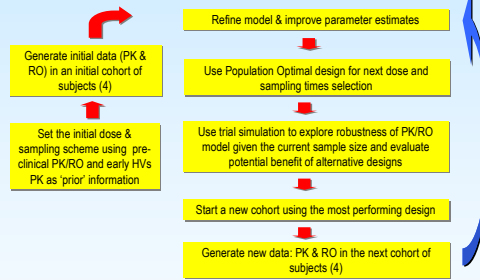 Generate initial data (PK &
RO) in an initial cohort of
subjects (4)
Set the initial dose &
sampling scheme using pre-
clinical PK/RO and early HVs
PK as ‘prior’ information
Refine model & improve parameter estimates
Use Population Optimal design for next dose and
sampling times selection
Use trial simulation to explore robustness of PK/RO
model given the current sample size and evaluate
potential benefit of alternative designs
Start a new cohort using the most performing design
Generate new data: PK & RO in the next cohort of
subjects (4)